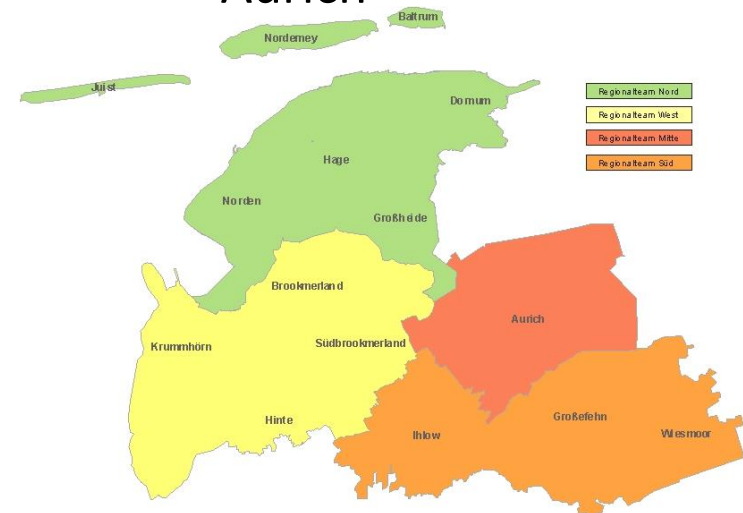 Aurich
Baltrum
Norderney
Juist
Dornum
Hage
Norden
Großheide
Brookmerland
Südbrookmerland
Krummhörn
Hinte
Aurich
Ihlow
Großefehn
Wiesmoor
Regionalteam Nord
Regionalteam West
Regionalteam Mitte
Regionalteam Süd